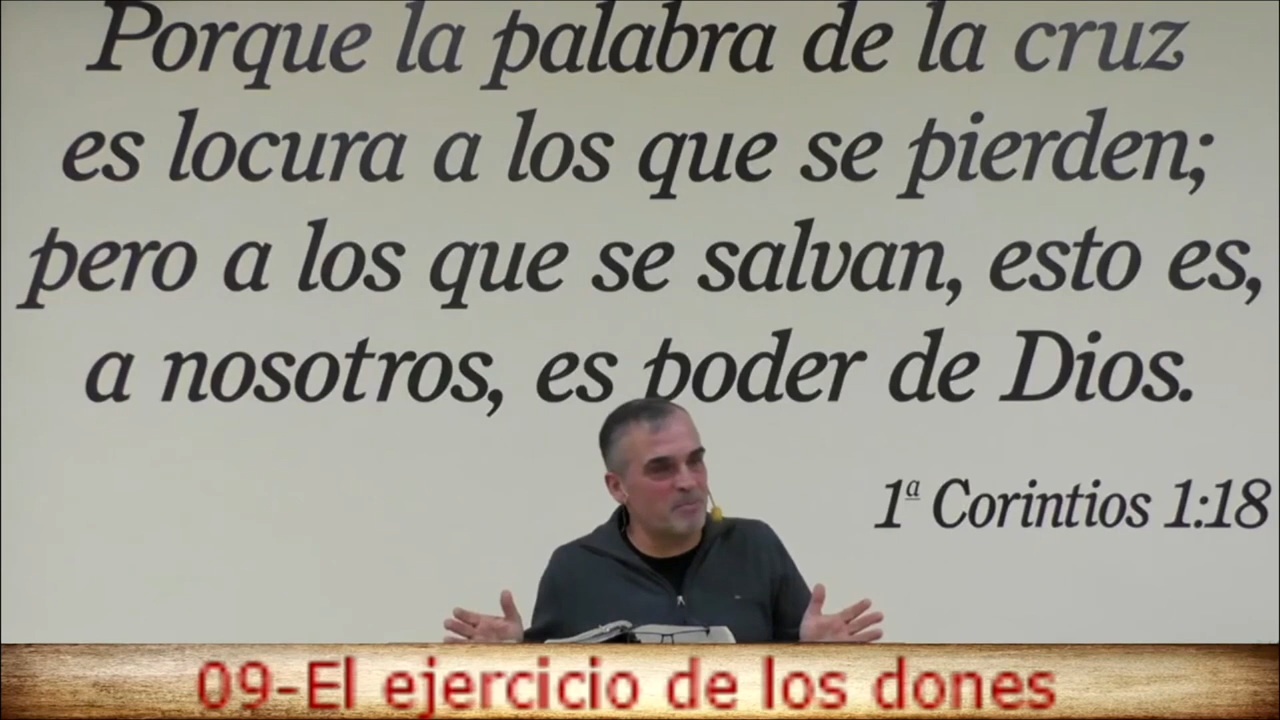 Porque la palabra de la cruz
es locura a los que se pierden;
pero a los que se salvan, esto es,
a nosotros, es poder de Dios.
1ª Corintios 1:18
09-El ejercicio de los dones